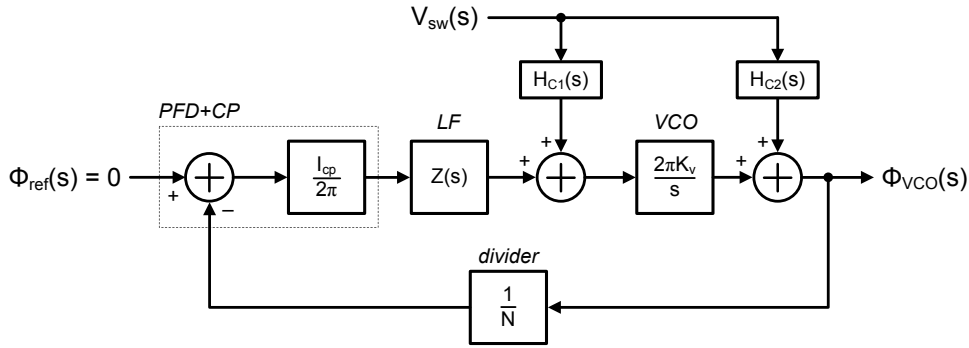 V_sw(s)
H_C1(s)
H_C2(s)
PFD+CP
LF
VCO
Φ_ref(s) = 0
+
−
I_cp
2π
Z(s)
+
+
2πK_v
s
+
+
Φ_VCO(s)
divider
1
N